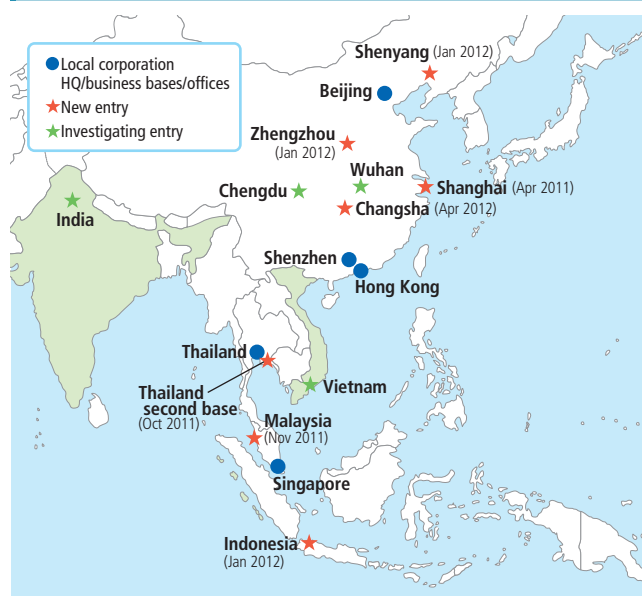 Local corporation
HQ/business bases/offices
New entry
Investigating entry
Shenyang (Jan 2012)
Beijing
Zhengzhou
(Jan 2012)
Wuhan
Chengdu
Shanghai (Apr 2011)
Changsha (Apr 2012)
India
Shenzhen
Hong Kong
Thailand
Thailand
second base
(Oct 2011)
Vietnam
Malaysia
(Nov 2011)
Singapore
Indonesia
(Jan 2012)